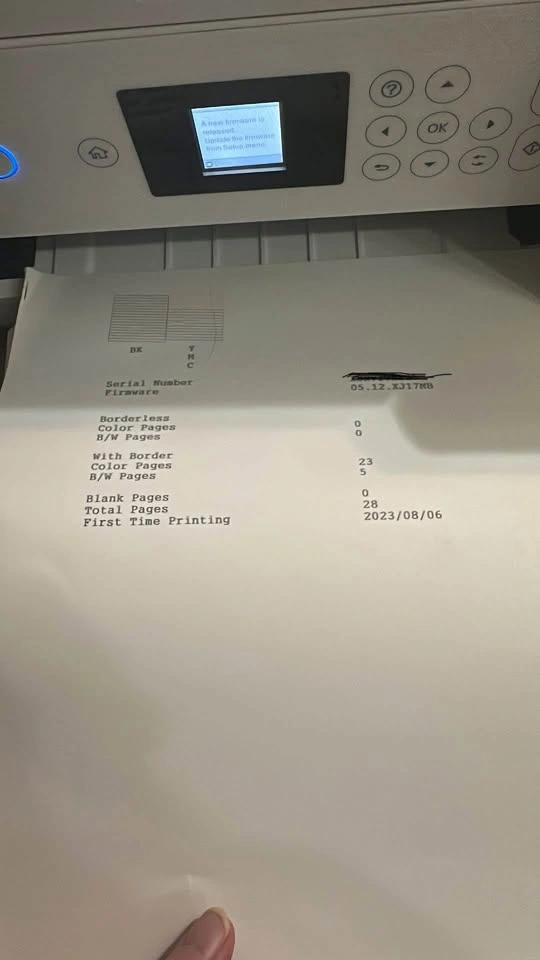 A new firmware is
released.
Update the firmware
from Setup menu.
?
OK
BK
Y
M
C
Serial Number
Firmware 05.12.XJ17M8
Borderless
Color Pages 0
B/W Pages 0
With Border
Color Pages 23
B/W Pages 5
Blank Pages 0
Total Pages 28
First Time Printing 2023/08/06